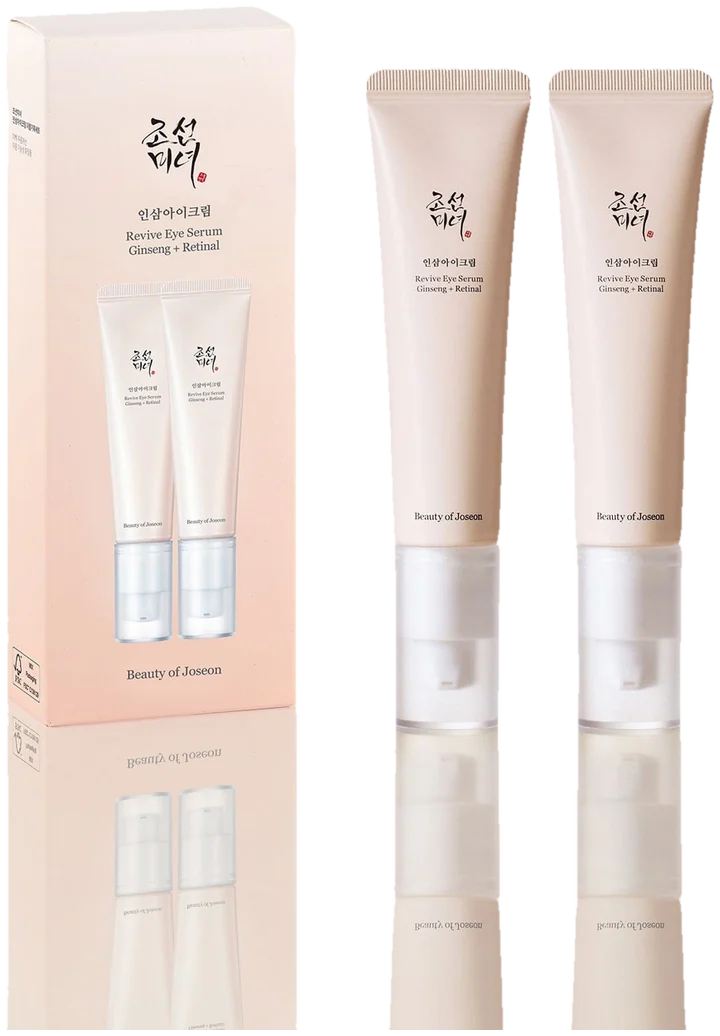 조선
미녀
인삼아이크림
Revive Eye Serum
Ginseng + Retinal
조선
미녀
인삼아이크림
Revive Eye Serum
Ginseng + Retinal
Beauty of Joseon
조선
미녀
인삼아이크림
Revive Eye Serum
Ginseng + Retinal
Beauty of Joseon
Beauty of Joseon
FSC
MIX
Packaging
조선
미녀
인삼아이크림
Revive Eye Serum
Ginseng + Retinal
Beauty of Joseon
조선
미녀
인삼아이크림
Revive Eye Serum
Ginseng + Retinal
Beauty of Joseon